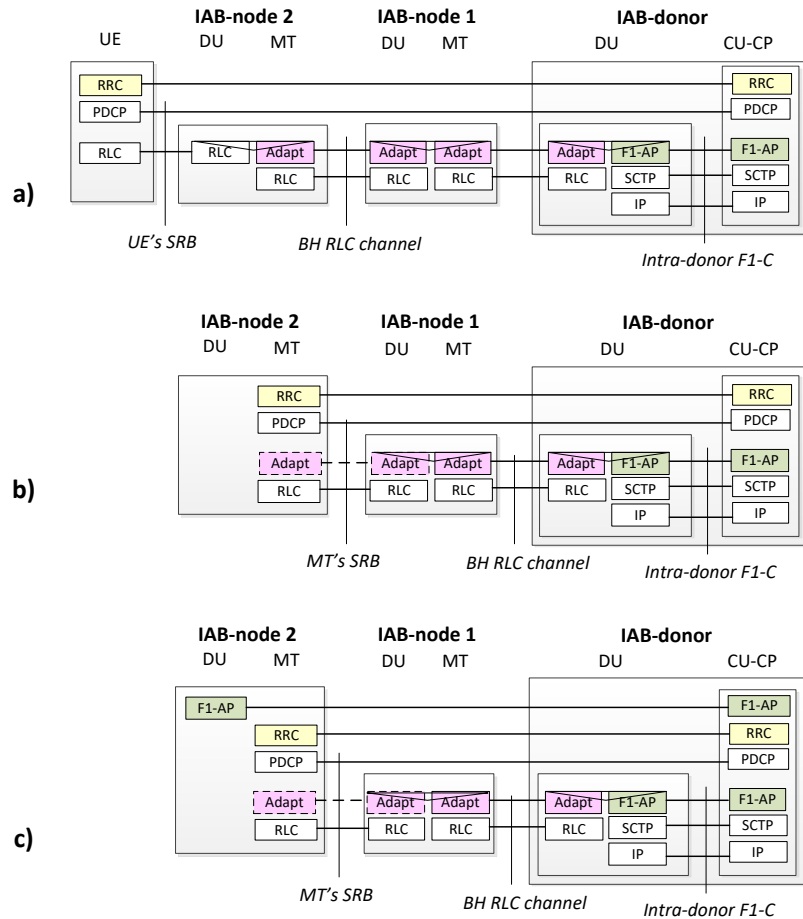 IAB-node 2 IAB-node 1 IAB-donor
UE DU MT DU MT DU CU-CP
RRC RRC
PDCP PDCP
RLC RLC Adapt Adapt Adapt Adapt F1-AP F1-AP
RLC RLC RLC RLC SCTP SCTP
a)
IP IP
UE's SRB BH RLC channel Intra-donor F1-C
IAB-node 2 IAB-node 1 IAB-donor
DU MT DU MT DU CU-CP
RRC RRC
PDCP PDCP
Adapt Adapt Adapt Adapt F1-AP F1-AP
b)
RLC RLC RLC RLC SCTP SCTP
IP IP
MT's SRB BH RLC channel Intra-donor F1-C
IAB-node 2 IAB-node 1 IAB-donor
DU MT DU MT DU CU-CP
F1-AP F1-AP
RRC RRC
PDCP PDCP
Adapt Adapt Adapt Adapt F1-AP F1-AP
c)
RLC RLC RLC RLC SCTP SCTP
IP IP
MT's SRB BH RLC channel Intra-donor F1-C